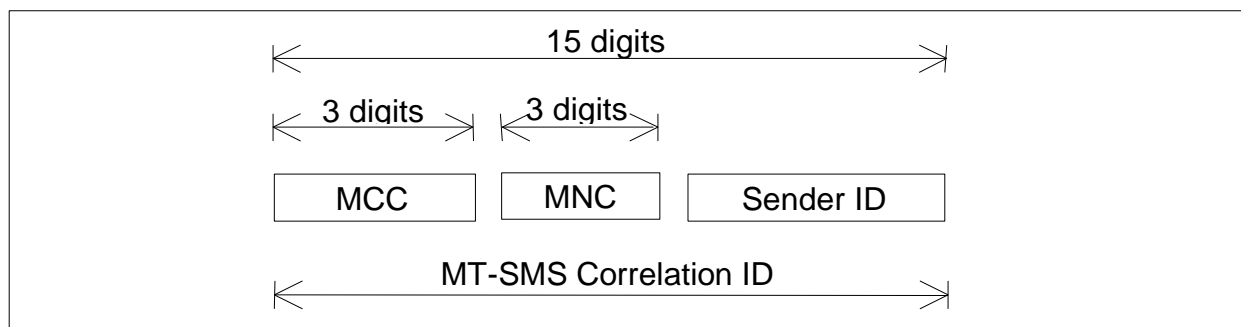 15 digits
3 digits 3 digits
MCC MNC Sender ID
MT-SMS Correlation ID